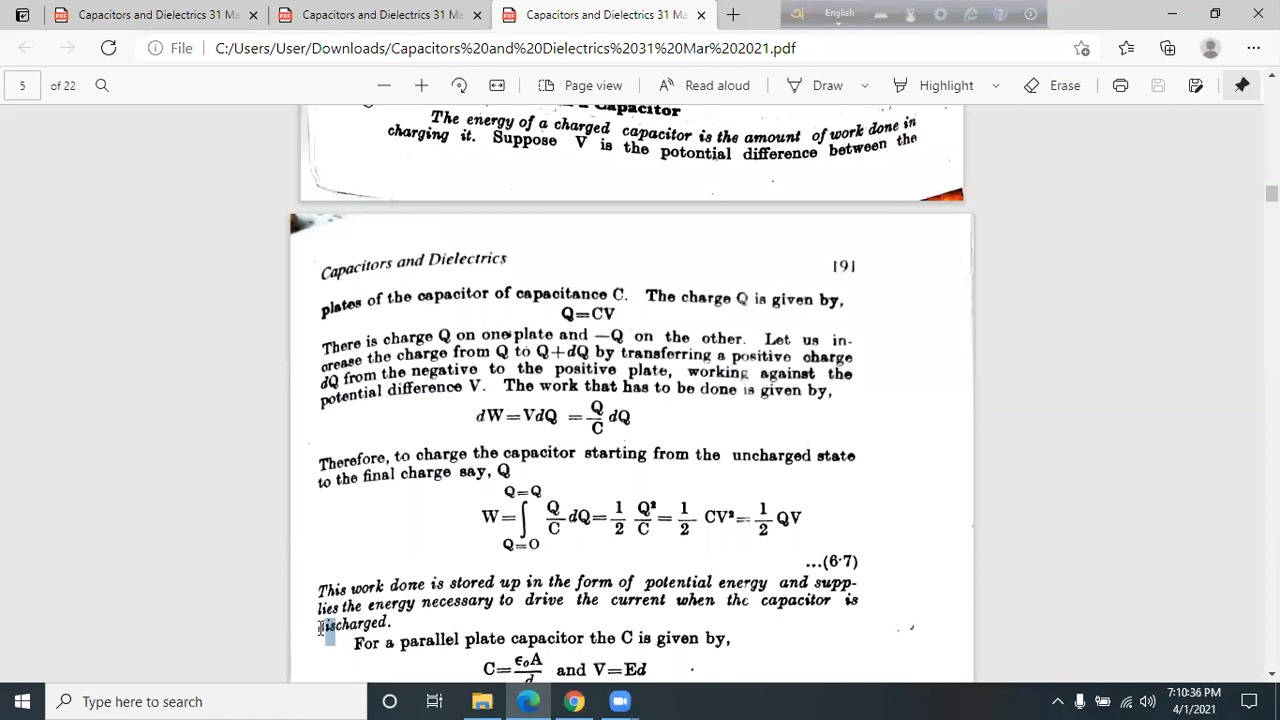 Capacitors and Dielectrics 31 Ma
Capacitors and Dielectrics 31 Ma
Capacitors and Dielectrics 31 Ma
English
File
C:/Users/User/Downloads/Capacitors%20and%20Dielectrics%2031%20Mar%202021.pdf
5 of 22
Page view
Read aloud
Draw
Highlight
Erase
a Capacitor
The energy of a charged capacitor is the amount of work done in
charging it. Suppose V is the potontial difference between the
Capacitors and Dielectrics 191
plates of the capacitor of capacitance C. The charge Q is given by,
Q=CV
There is charge Q on one plate and —Q on the other. Let us in-
crease the charge from Q to Q+dQ by transferring a positive charge
dQ from the negative to the positive plate, working against the
potential difference V. The work that has to be done is given by,
dW=VdQ = Q/C dQ
Therefore, to charge the capacitor starting from the uncharged state
to the final charge say, Q
Q=Q
W=∫ Q/C dQ= 1/2 Q²/C = 1/2 CV²= 1/2 QV
Q=O
...(6·7)
This work done is stored up in the form of potential energy and supp-
lies the energy necessary to drive the current when the capacitor is
discharged.
For a parallel plate capacitor the C is given by,
C= ϵ₀A/d and V=Ed
Type here to search
7:10:36 PM
4/1/2021